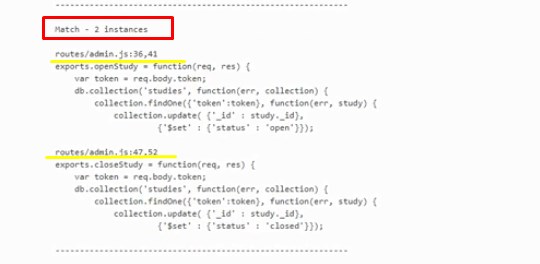 ------------------------------------------------------------
Match - 2 instances
routes/admin.js:36,41
exports.openStudy = function(req, res) {
    var token = req.body.token;
    db.collection('studies', function(err, collection) {
        collection.findOne({'token':token}, function(err, study) {
            collection.update( {'_id' : study._id},
                     {'$set' : {'status' : 'open'}});
routes/admin.js:47,52
exports.closeStudy = function(req, res) {
    var token = req.body.token;
    db.collection('studies', function(err, collection) {
        collection.findOne({'token':token}, function(err, study) {
            collection.update( {'_id' : study._id},
                     {'$set' : {'status' : 'closed'}});
------------------------------------------------------------